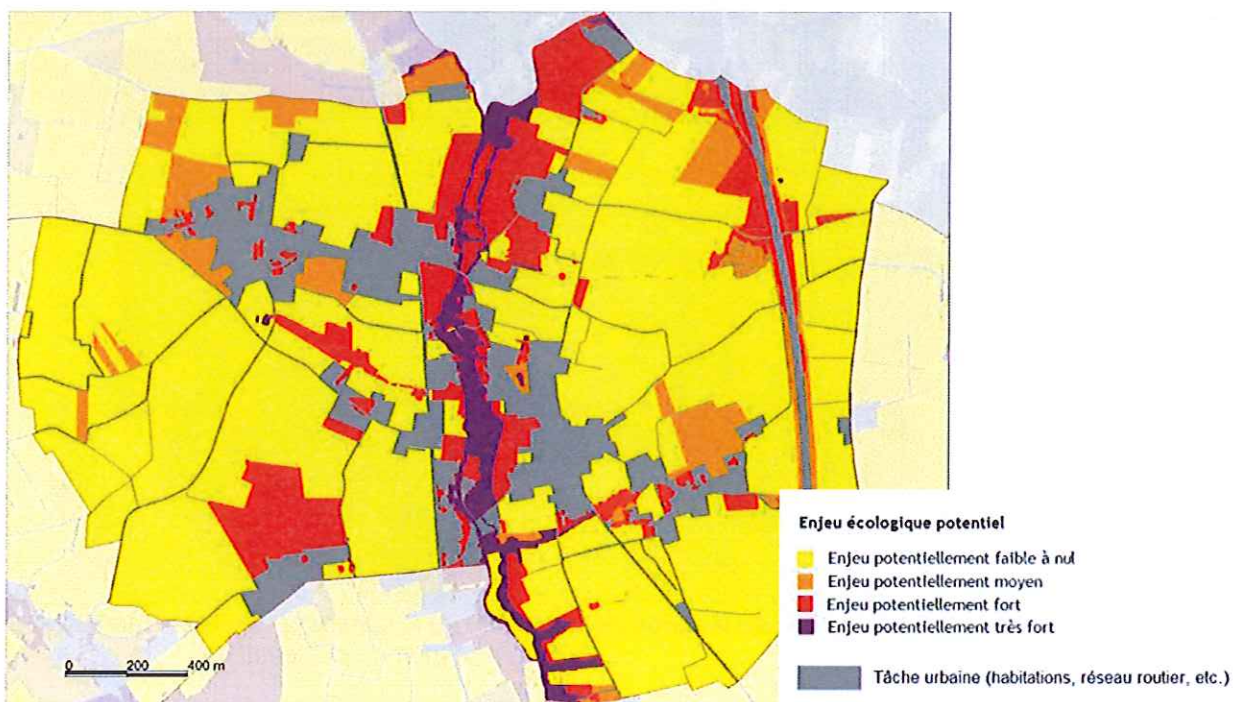 Enjeu écologique potentiel
Enjeu potentiellement faible à nul
Enjeu potentiellement moyen
Enjeu potentiellement fort
Enjeu potentiellement très fort
Tâche urbaine (habitations, réseau routier, etc.)
0 200 400 m